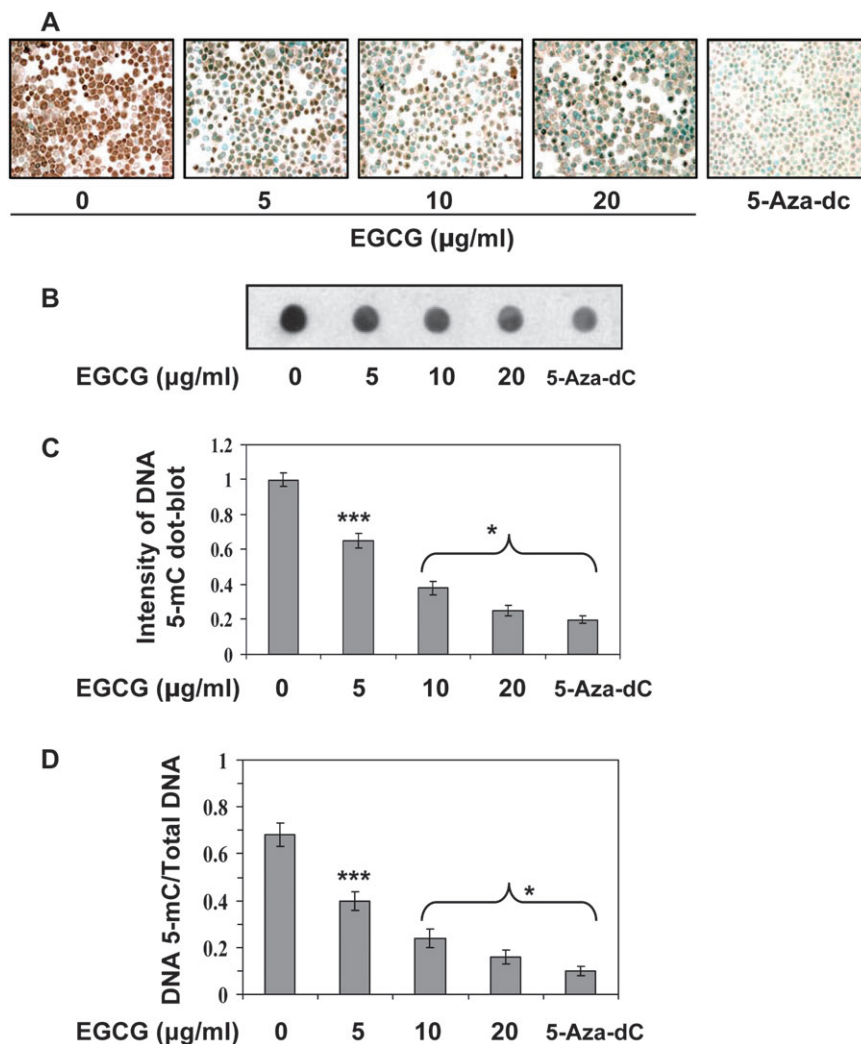 A
0 5 10 20 5-Aza-dc
EGCG (µg/ml)
B
EGCG (µg/ml) 0 5 10 20 5-Aza-dC
C
Intensity of DNA
5-mC dot-blot
1.2
1
0.8
0.6
0.4
0.2
0
***
*
EGCG (µg/ml) 0 5 10 20 5-Aza-dC
D
DNA 5-mC/Total DNA
1
0.8
0.6
0.4
0.2
0
***
*
EGCG (µg/ml) 0 5 10 20 5-Aza-dC